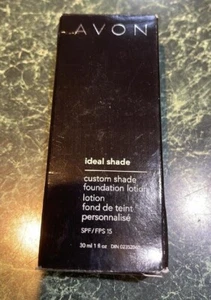 AVON
ideal shade
custom shade
foundation lotion
lotion
fond de teint
personnalisé
SPF/FPS 15
30 ml 1 fl oz DIN